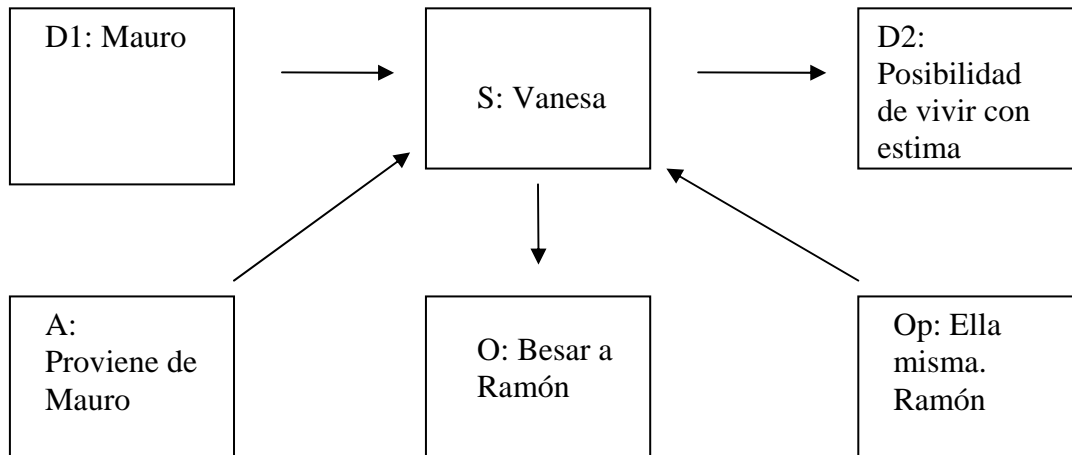 D1: Mauro
S: Vanesa
D2:
Posibilidad
de vivir con
estima
A:
Proviene de
Mauro
O: Besar a
Ramón
Op: Ella
misma.
Ramón